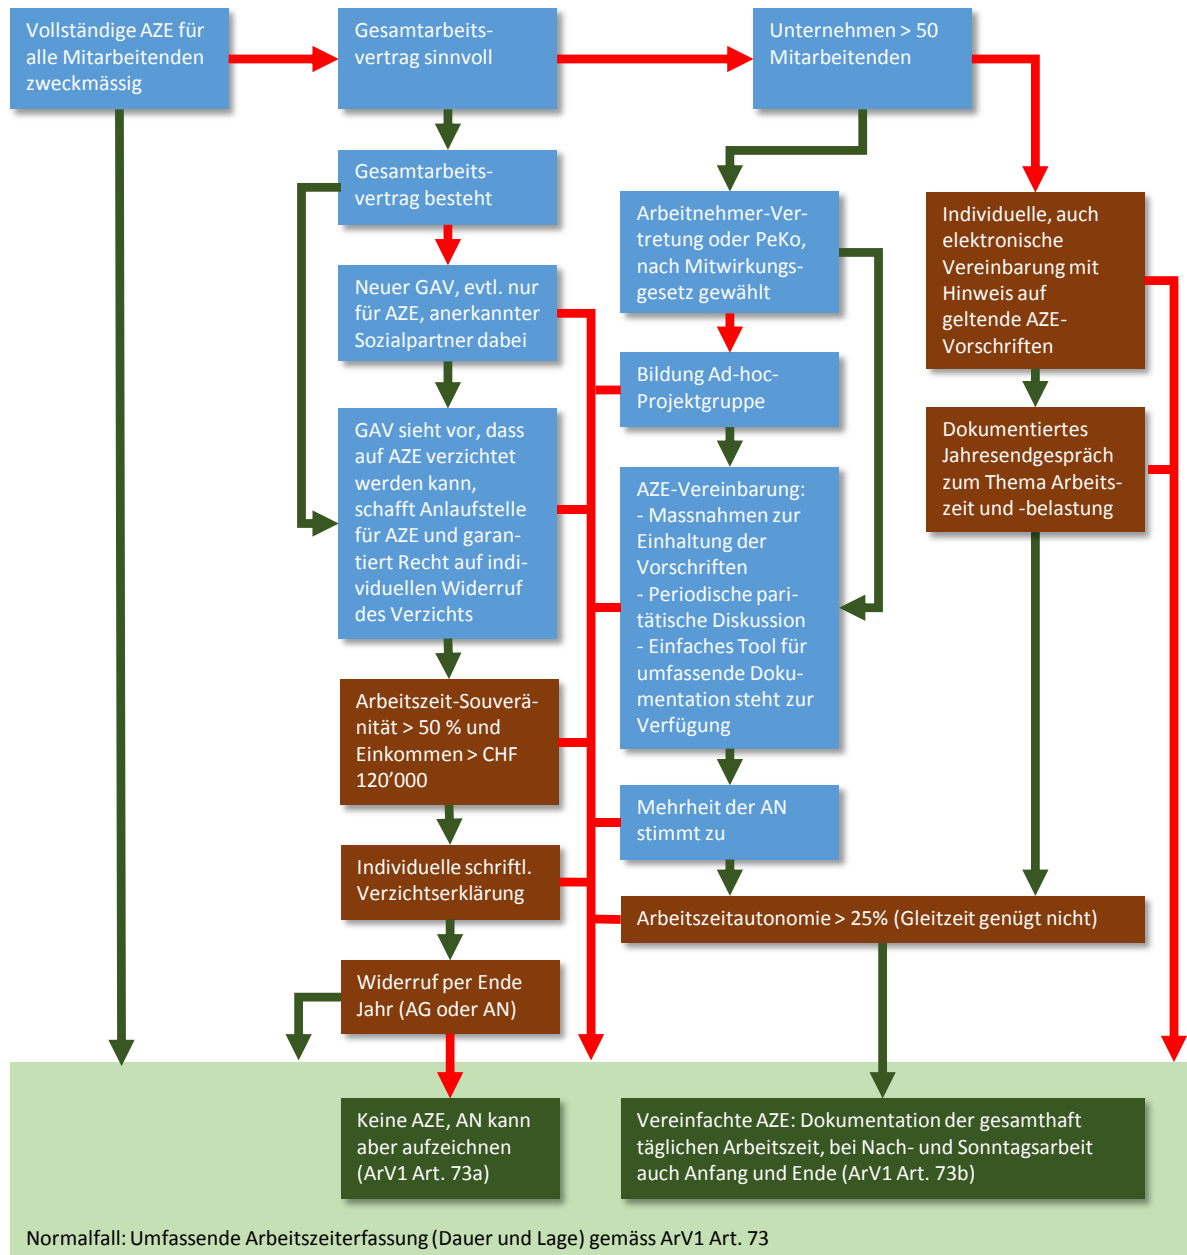 Vollständige AZE für
alle Mitarbeitenden
zweckmässig
Gesamtarbeits-
vertrag sinnvoll
Unternehmen > 50
Mitarbeitenden
Gesamtarbeits-
vertrag besteht
Neuer GAV, evtl. nur
für AZE, anerkannter
Sozialpartner dabei
GAV sieht vor, dass
auf AZE verzichtet
werden kann,
schafft Anlaufstelle
für AZE und garan-
tiert Recht auf indi-
viduellen Widerruf
des Verzichts
Arbeitszeit-Souverä-
nität > 50 % und
Einkommen > CHF
120’000
Individuelle schriftl.
Verzichtserklärung
Widerruf per Ende
Jahr (AG oder AN)
Arbeitnehmer-Ver-
tretung oder PeKo,
nach Mitwirkungs-
gesetz gewählt
Bildung Ad-hoc-
Projektgruppe
AZE-Vereinbarung:
- Massnahmen zur
Einhaltung der
Vorschriften
- Periodische pari-
tätische Diskussion
- Einfaches Tool für
umfassende Doku-
mentation steht zur
Verfügung
Mehrheit der AN
stimmt zu
Individuelle, auch
elektronische
Vereinbarung mit
Hinweis auf
geltende AZE-
Vorschriften
Dokumentiertes
Jahresendgespräch
zum Thema Arbeits-
zeit und -belastung
Arbeitszeitautonomie > 25% (Gleitzeit genügt nicht)
Keine AZE, AN kann
aber aufzeichnen
(ArV1 Art. 73a)
Vereinfachte AZE: Dokumentation der gesamthaft
täglichen Arbeitszeit, bei Nach- und Sonntagsarbeit
auch Anfang und Ende (ArV1 Art. 73b)
Normalfall: Umfassende Arbeitszeiterfassung (Dauer und Lage) gemäss ArV1 Art. 73